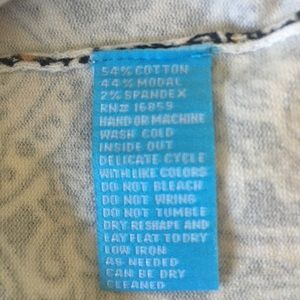 54% COTTON
44% MODAL
2% SPANDEX
RN# 16859
HAND OR MACHINE
WASH COLD
INSIDE OUT
DELICATE CYCLE
WITH LIKE COLORS
DO NOT BLEACH
DO NOT WRING
DO NOT TUMBLE
DRY RESHAPE AND
LAY FLAT TO DRY
LOW IRON
AS NEEDED
CAN BE DRY
CLEANED